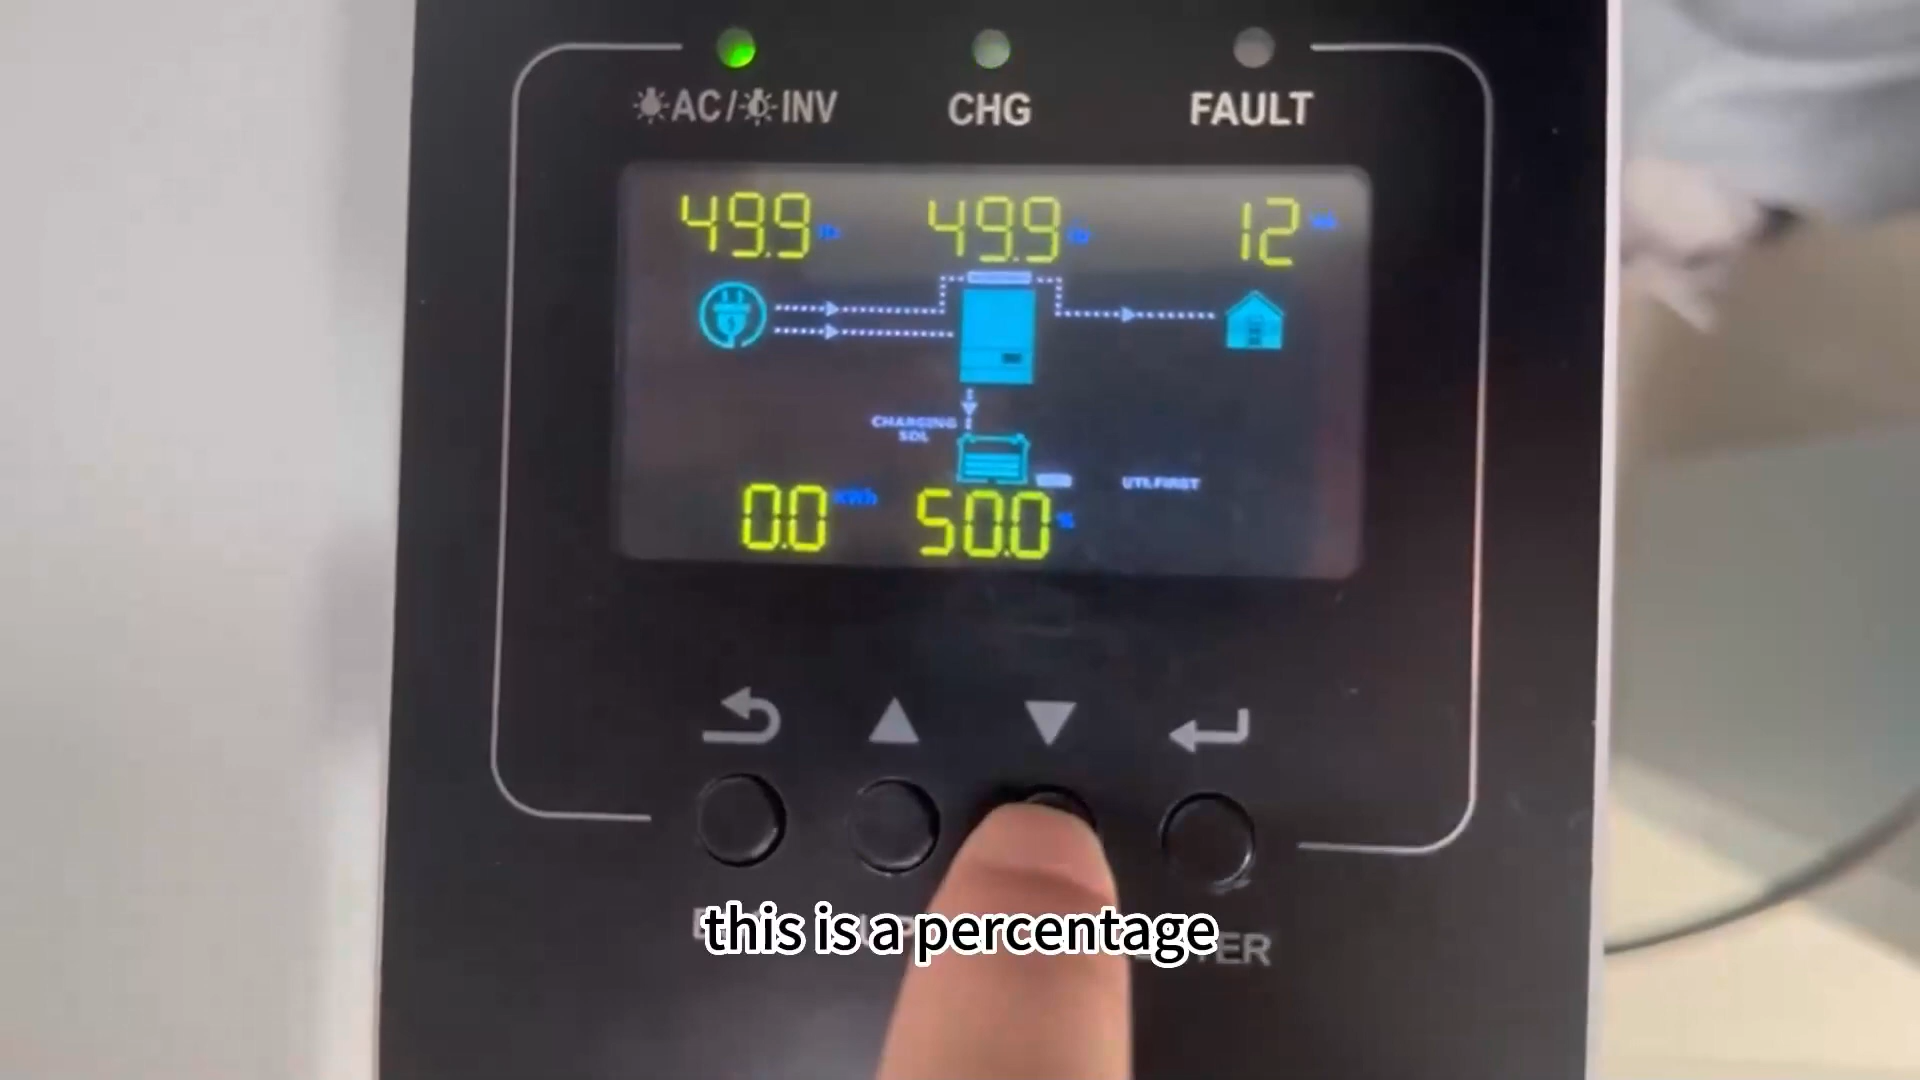 AC/ INV
CHG
FAULT
49.9
49.9
12
CHARGING
SOL
UTI.FIRST
0.0 KWh
50.0 %
this is a percentage